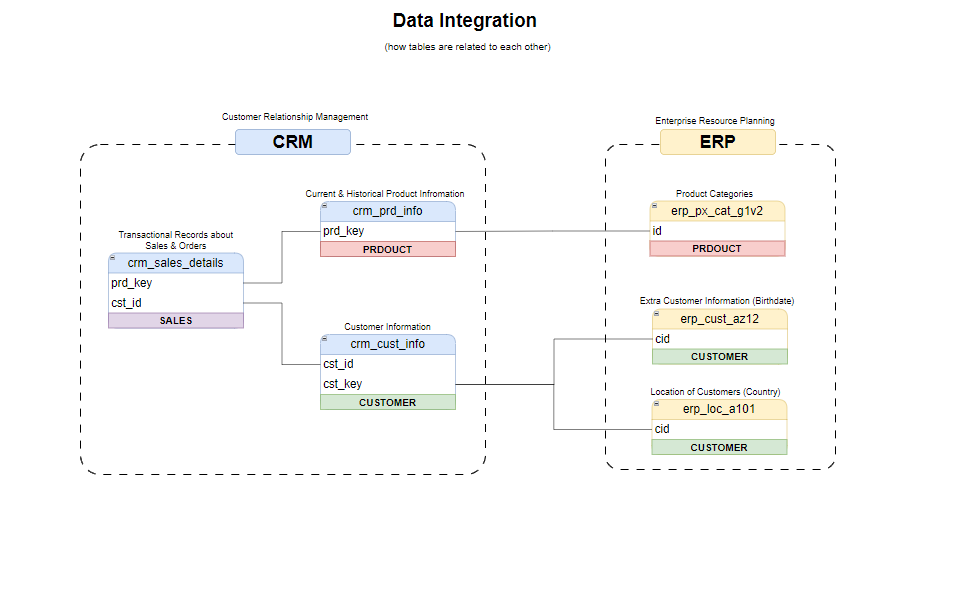 Data Integration
(how tables are related to each other)
Customer Relationship Management
CRM
Enterprise Resource Planning
ERP
Current & Historical Product Infromation
crm_prd_info
prd_key
PRDOUCT
Product Categories
erp_px_cat_g1v2
id
PRDOUCT
Transactional Records about
Sales & Orders
crm_sales_details
prd_key
cst_id
SALES
Customer Information
crm_cust_info
cst_id
cst_key
CUSTOMER
Extra Customer Information (Birthdate)
erp_cust_az12
cid
CUSTOMER
Location of Customers (Country)
erp_loc_a101
cid
CUSTOMER